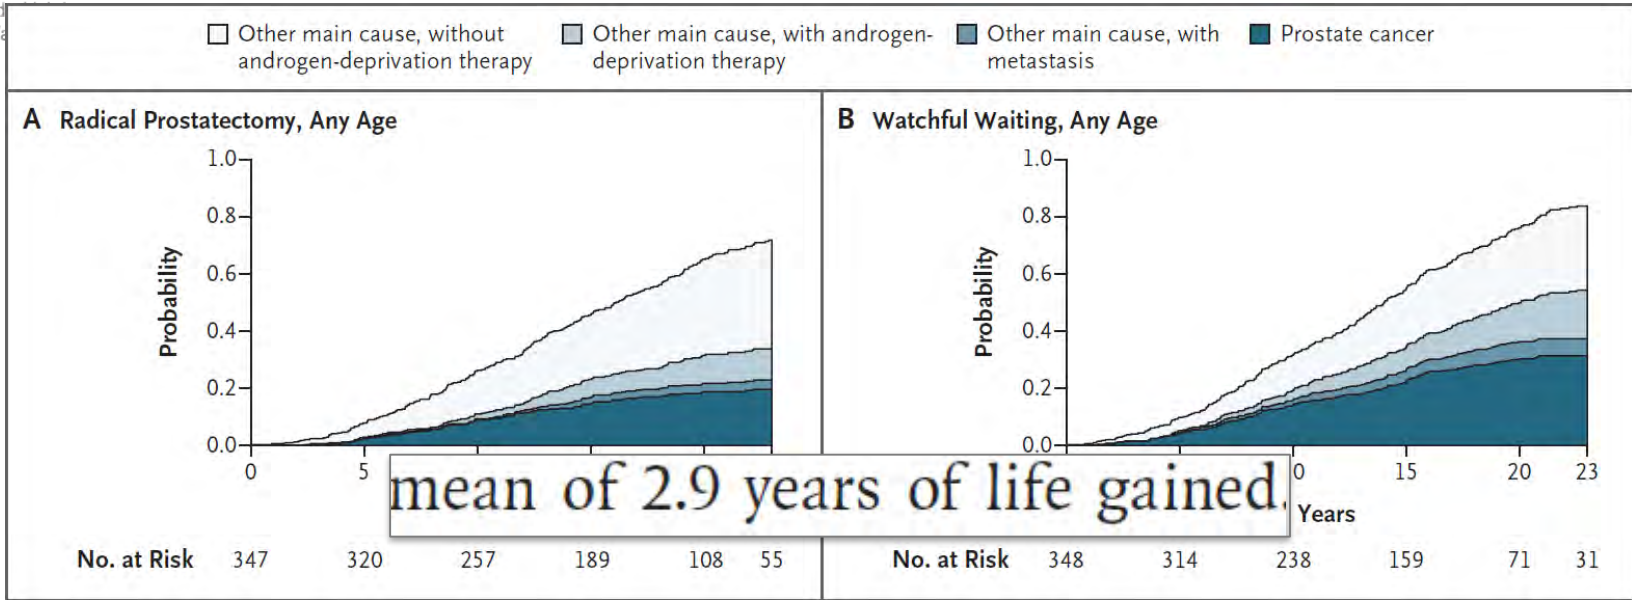 Other main cause, without androgen-deprivation therapy
Other main cause, with androgen-deprivation therapy
Other main cause, with metastasis
Prostate cancer
A Radical Prostatectomy, Any Age
1.0
0.8
0.6
0.4
0.2
0.0
Probability
0 5
No. at Risk 347 320 257 189 108 55
B Watchful Waiting, Any Age
1.0
0.8
0.6
0.4
0.2
0.0
Probability
0 15 20 23
Years
No. at Risk 348 314 238 159 71 31
mean of 2.9 years of life gained.